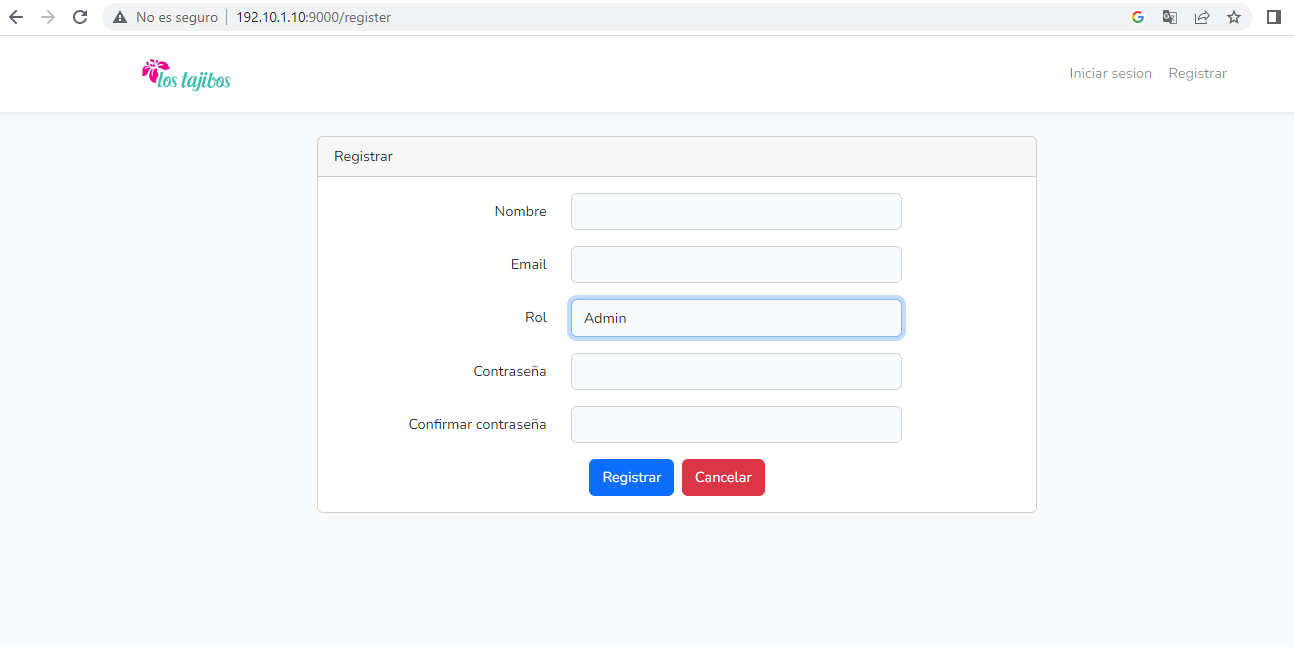 No es seguro 192.10.1.10:9000/register
los tajibos
Iniciar sesion Registrar
Registrar
Nombre
Email
Rol Admin
Contraseña
Confirmar contraseña
Registrar Cancelar